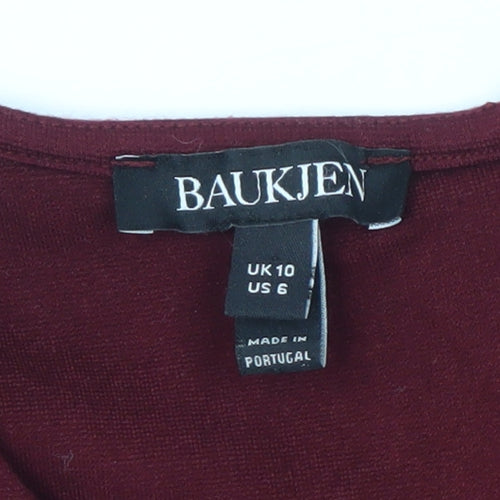 BAUKJEN
UK 10
US 6
MADE IN
PORTUGAL